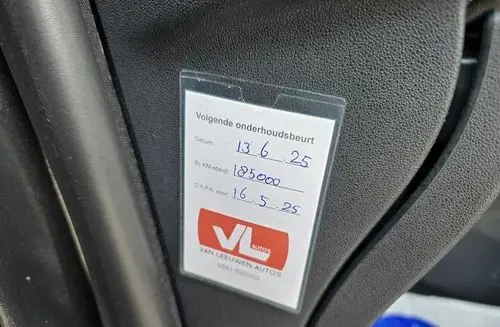 Volgende onderhoudsbeurt
Datum: 13 6 25
Bij KM-stand: 185000
O.A.P.K. voor: 16.5.25
VL
AUTO'S
VAN LEEUWEN-AUTO'S